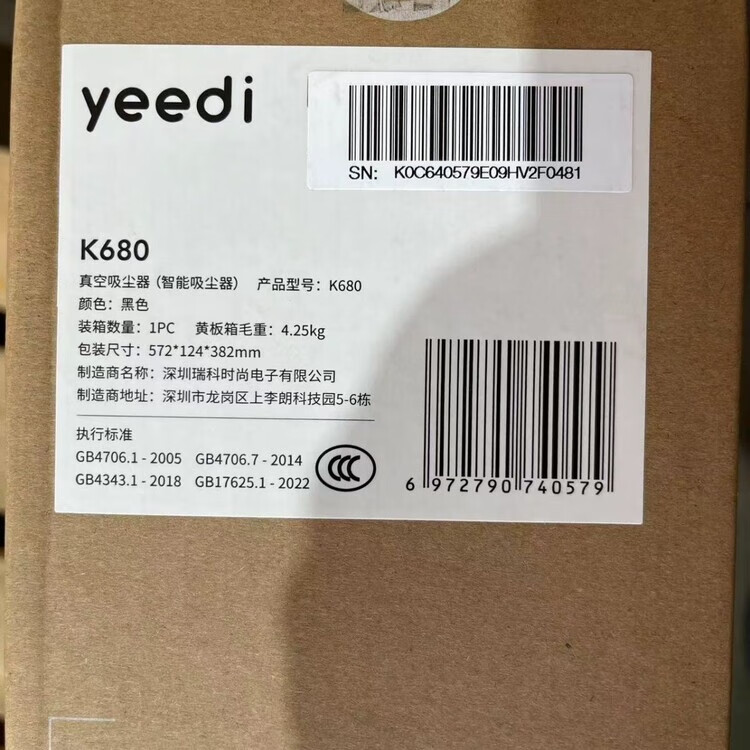 yeedi
SN: K0C640579E09HV2F0481
K680
真空吸尘器 (智能吸尘器) 产品型号: K680
颜色: 黑色
装箱数量: 1PC 黄板箱毛重: 4.25kg
包装尺寸: 572*124*382mm
制造商名称: 深圳瑞科时尚电子有限公司
制造商地址: 深圳市龙岗区上李朗科技园5-6栋
执行标准
GB4706.1 - 2005 GB4706.7 - 2014
GB4343.1 - 2018 GB17625.1 - 2022
CCC
6 972790 740579